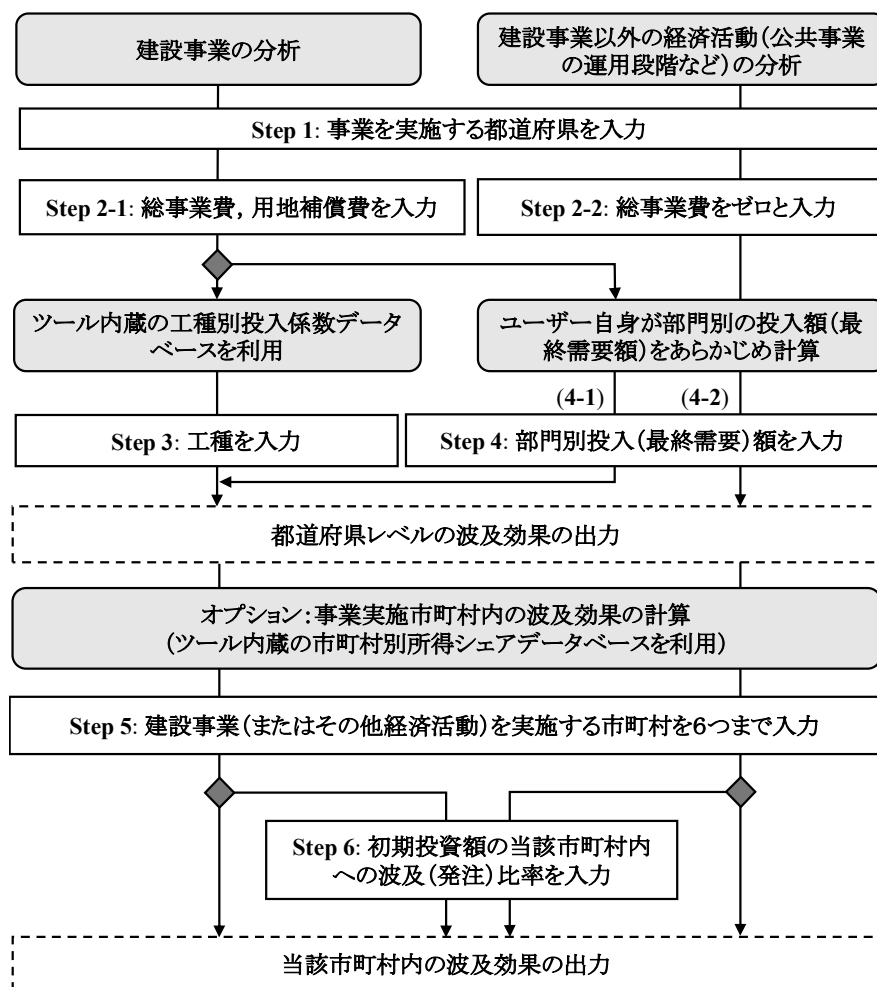 建設事業の分析
建設事業以外の経済活動（公共事業
の運用段階など）の分析
Step 1: 事業を実施する都道府県を入力
Step 2-1: 総事業費，用地補償費を入力
Step 2-2: 総事業費をゼロと入力
ツール内蔵の工種別投入係数データ
ベースを利用
ユーザー自身が部門別の投入額（最
終需要額）をあらかじめ計算
(4-1)
(4-2)
Step 3: 工種を入力
Step 4: 部門別投入（最終需要）額を入力
都道府県レベルの波及効果の出力
オプション：事業実施市町村内の波及効果の計算
（ツール内蔵の市町村別所得シェアデータベースを利用）
Step 5: 建設事業（またはその他経済活動）を実施する市町村を６つまで入力
Step 6: 初期投資額の当該市町村内
への波及（発注）比率を入力
当該市町村内の波及効果の出力